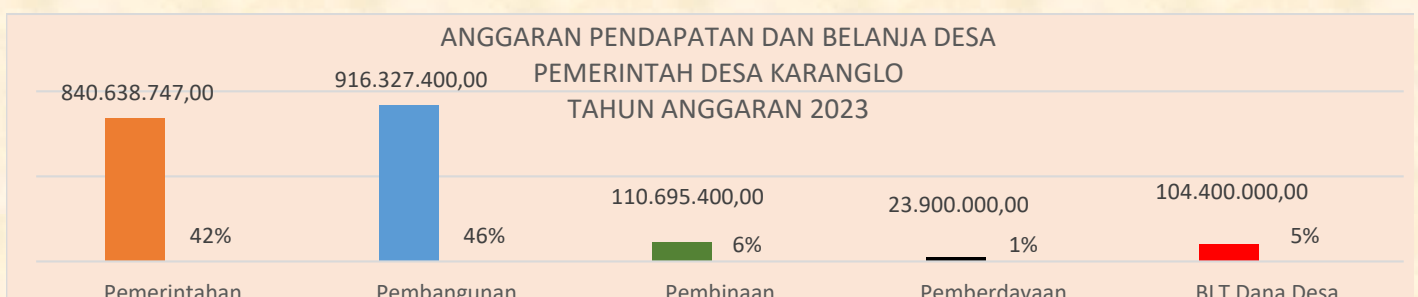 ANGGARAN PENDAPATAN DAN BELANJA DESA
PEMERINTAH DESA KARANGLO
TAHUN ANGGARAN 2023
840.638.747,00
916.327.400,00
110.695.400,00
23.900.000,00
104.400.000,00
42%
46%
6%
1%
5%
Pemerintahan
Pembangunan
Pembinaan
Pemberdayaan
BLT Dana Desa